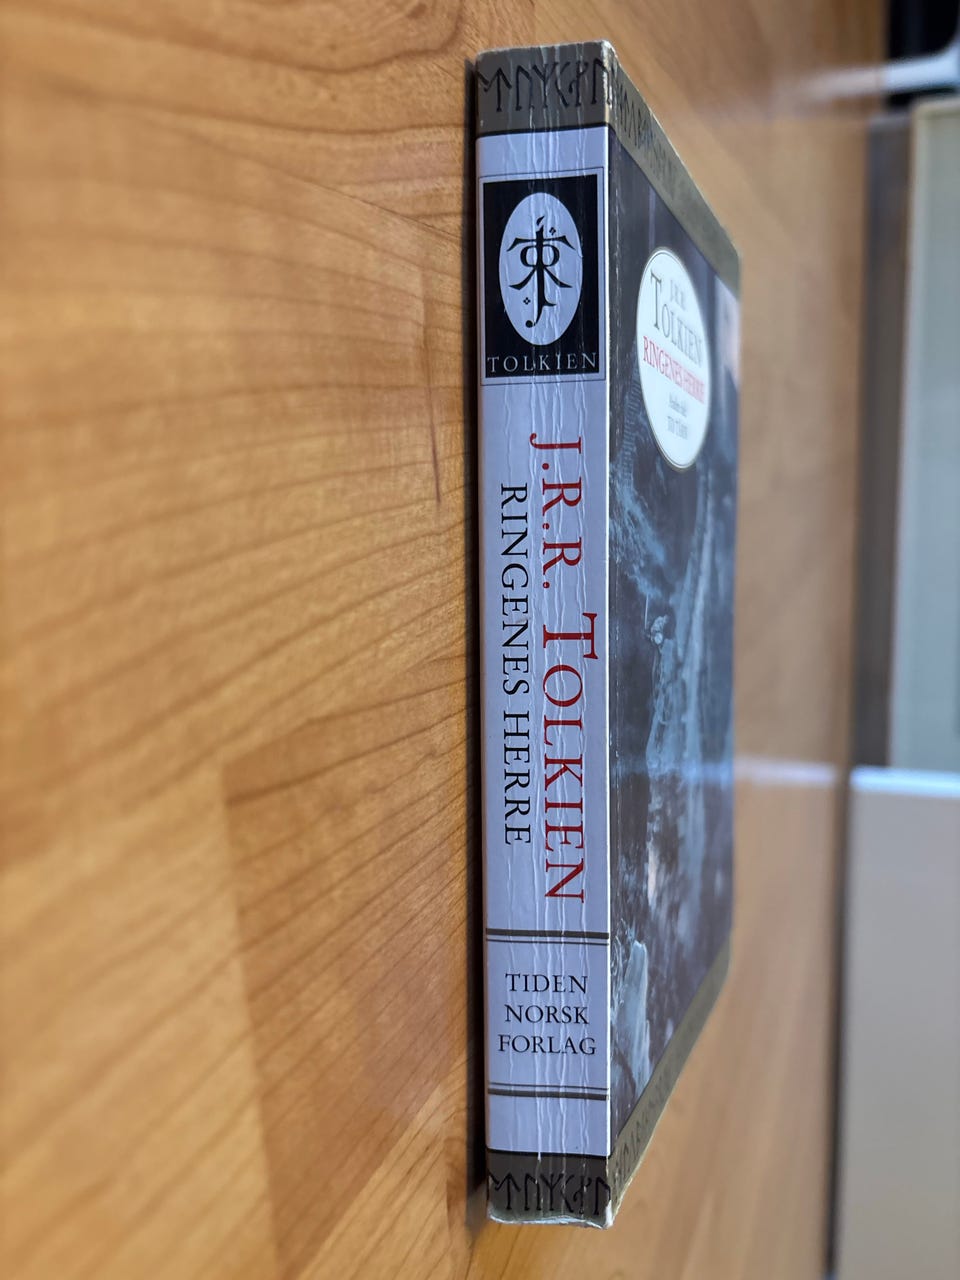 TOLKIEN
J.R.R. TOLKIEN
RINGENES HERRE
TIDEN
NORSK
FORLAG
J.R.R.
TOLKIEN
RINGENES HERRE